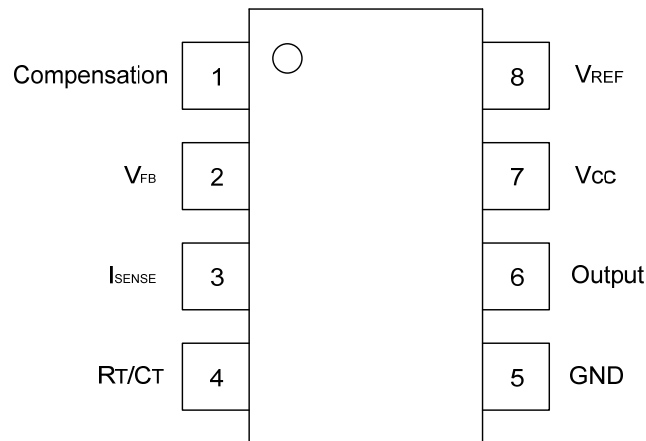 Compensation 1 8 VREF
VFB 2 7 Vcc
ISENSE 3 6 Output
RT/CT 4 5 GND